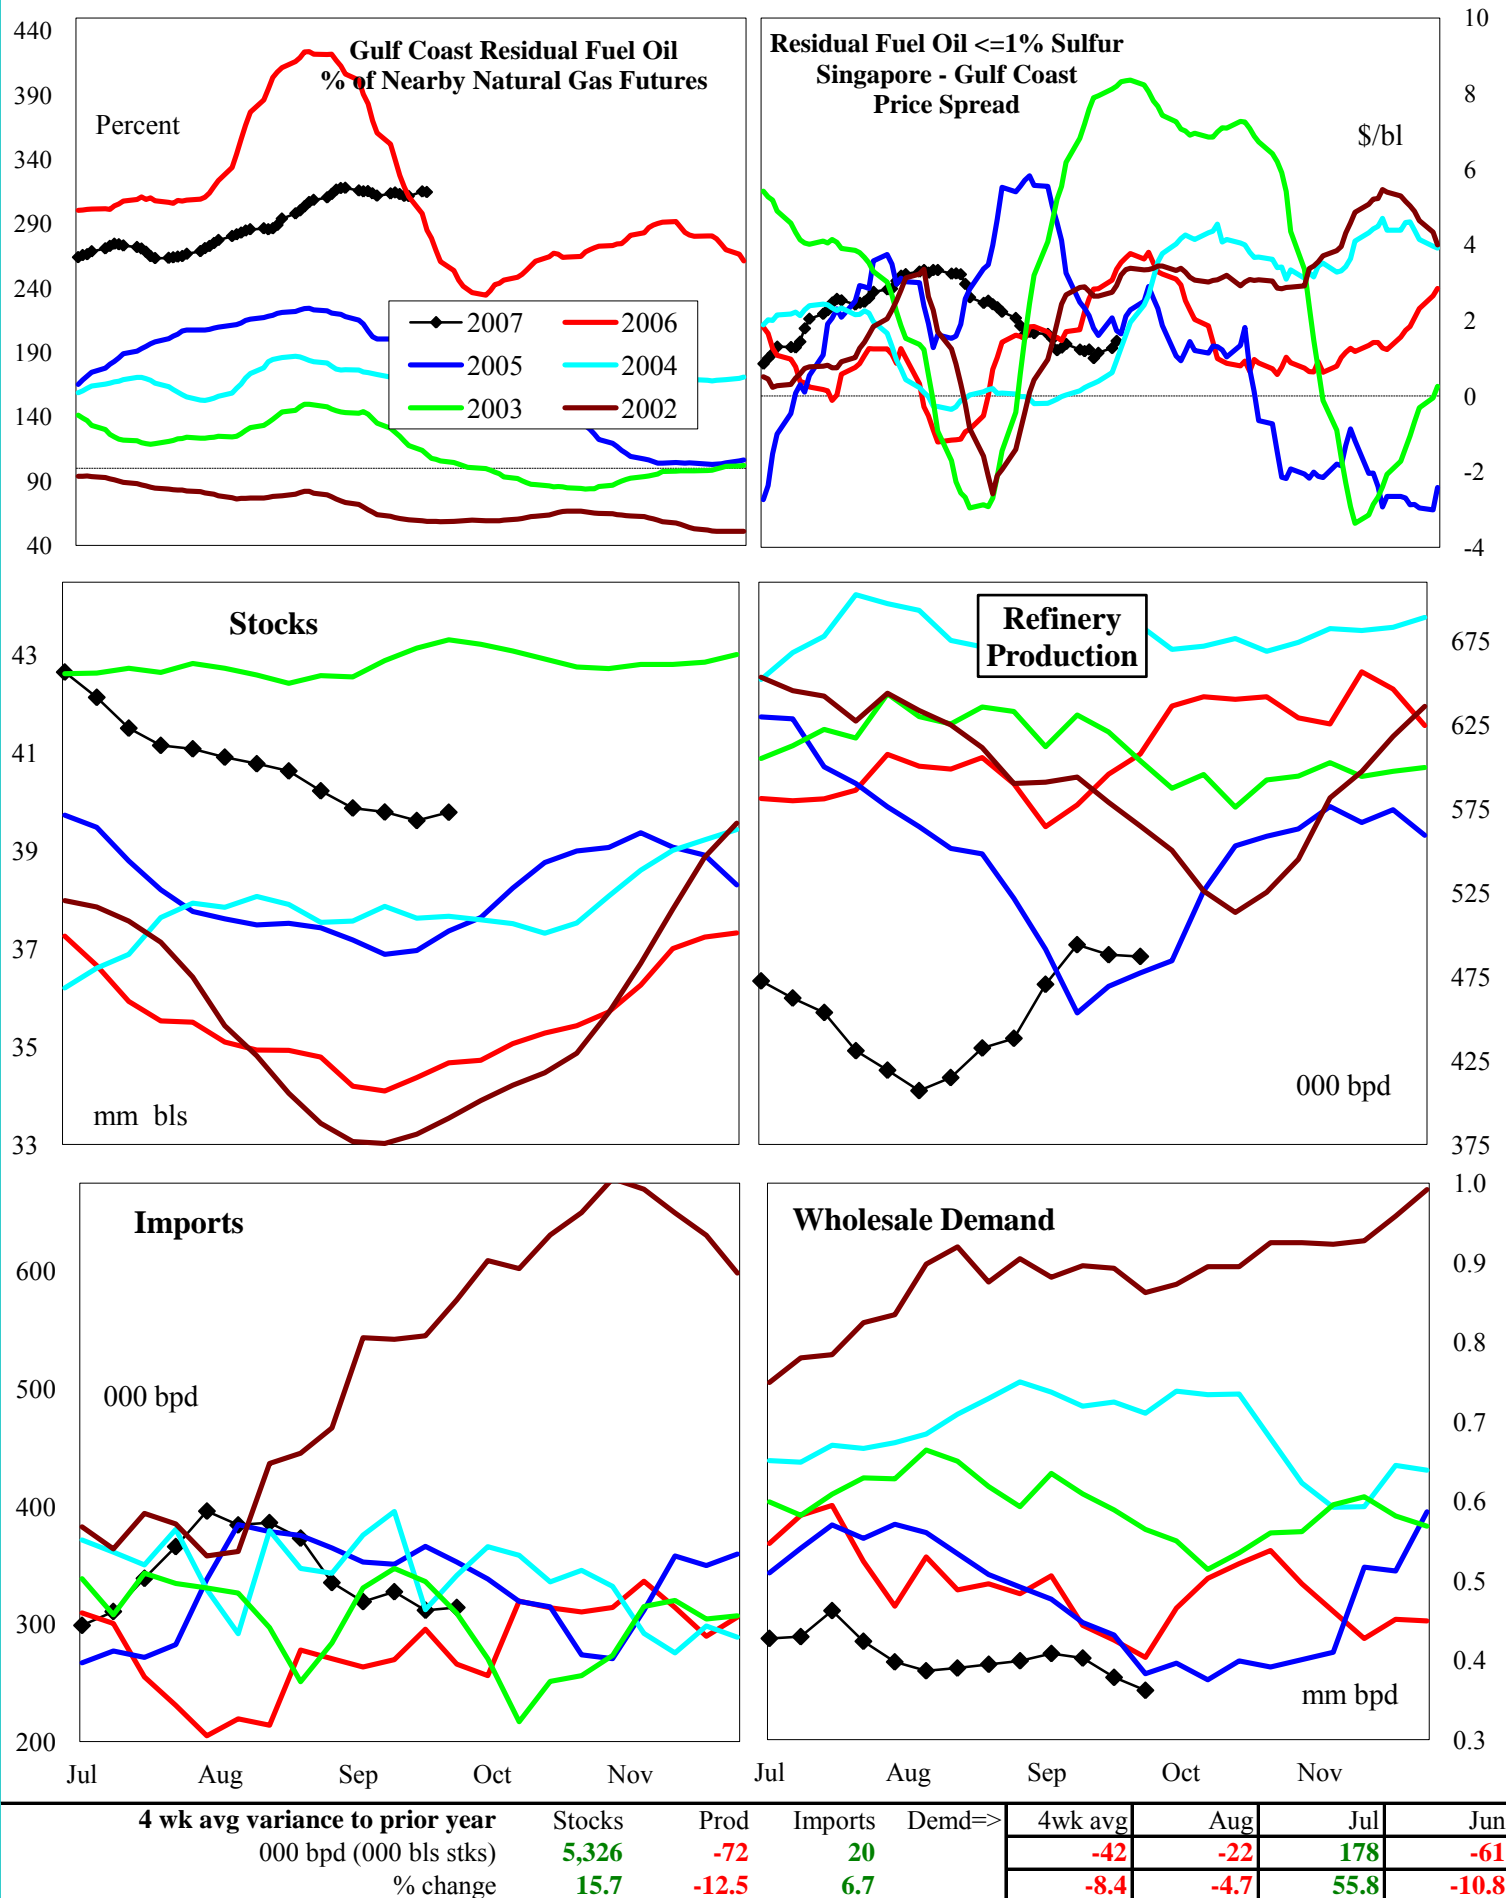 440
390
340
290
240
190
140
90
40
Gulf Coast Residual Fuel Oil
% of Nearby Natural Gas Futures
Percent
2007 2006
2005 2004
2003 2002
Residual Fuel Oil <=1% Sulfur
Singapore - Gulf Coast
Price Spread
$/bl
10
8
6
4
2
0
-2
-4
Stocks
43
41
39
37
35
33
mm bls
Refinery
Production
675
625
575
525
475
425
375
000 bpd
Imports
600
500
400
300
200
000 bpd
Jul Aug Sep Oct Nov
Wholesale Demand
1.0
0.9
0.8
0.7
0.6
0.5
0.4
0.3
mm bpd
Jul Aug Sep Oct Nov
4 wk avg variance to prior year Stocks Prod Imports Demd=> 4wk avg Aug Jul Jun
000 bpd (000 bls stks) 5,326 -72 20 -42 -22 178 -61
% change 15.7 -12.5 6.7 -8.4 -4.7 55.8 -10.8